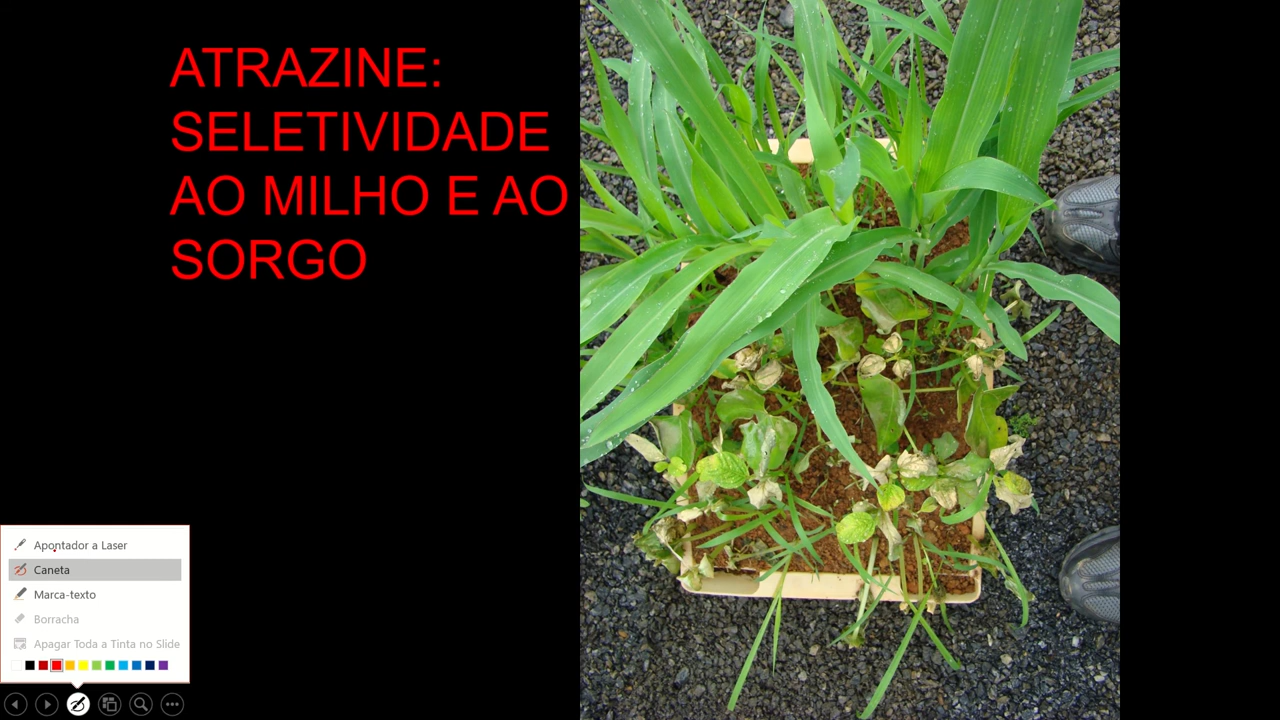 ATRAZINE:
SELETIVIDADE
AO MILHO E AO
SORGO
Apontador a Laser
Caneta
Marca-texto
Borracha
Apagar Toda a Tinta no Slide